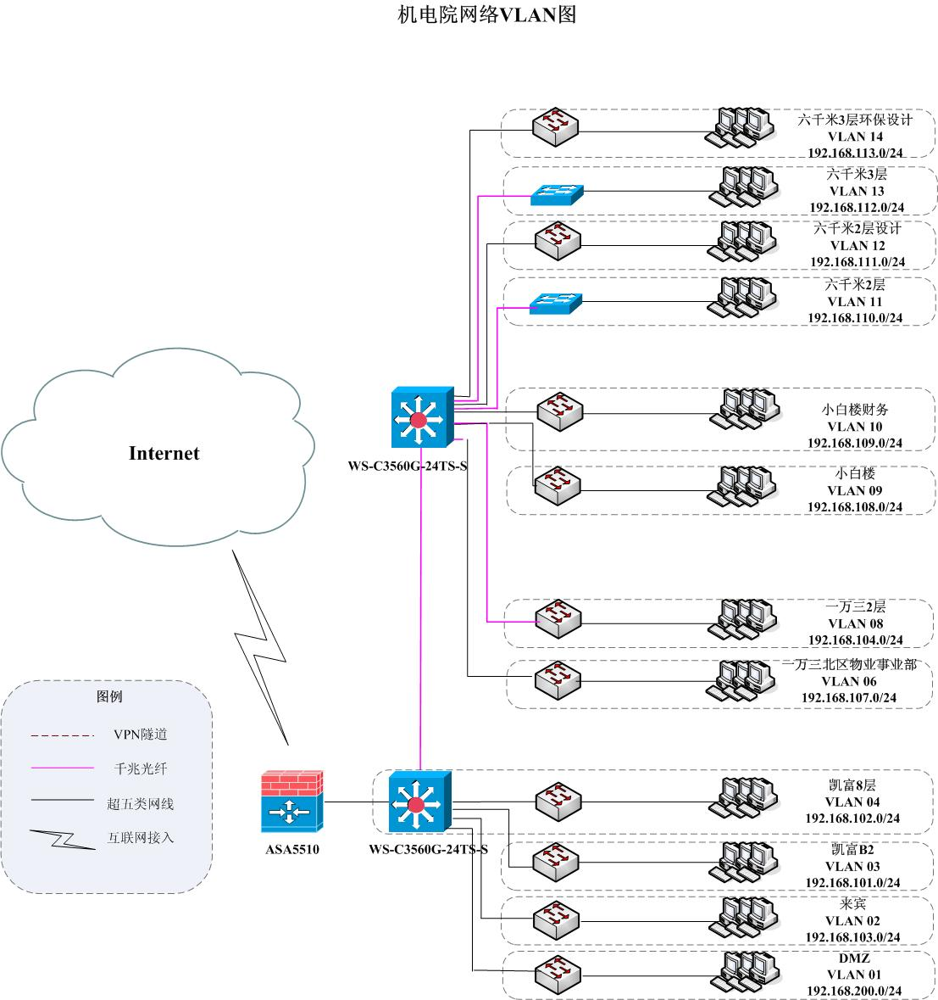 机电院网络VLAN图
六千米3层环保设计
VLAN 14
192.168.113.0/24
六千米3层
VLAN 13
192.168.112.0/24
六千米2层设计
VLAN 12
192.168.111.0/24
六千米2层
VLAN 11
192.168.110.0/24
Internet
WS-C3560G-24TS-S
小白楼财务
VLAN 10
192.168.109.0/24
小白楼
VLAN 09
192.168.108.0/24
一万三2层
VLAN 08
192.168.104.0/24
一万三北区物业事业部
VLAN 06
192.168.107.0/24
图例
VPN隧道
千兆光纤
超五类网线
互联网接入
ASA5510
WS-C3560G-24TS-S
凯富8层
VLAN 04
192.168.102.0/24
凯富B2
VLAN 03
192.168.101.0/24
来宾
VLAN 02
192.168.103.0/24
DMZ
VLAN 01
192.168.200.0/24